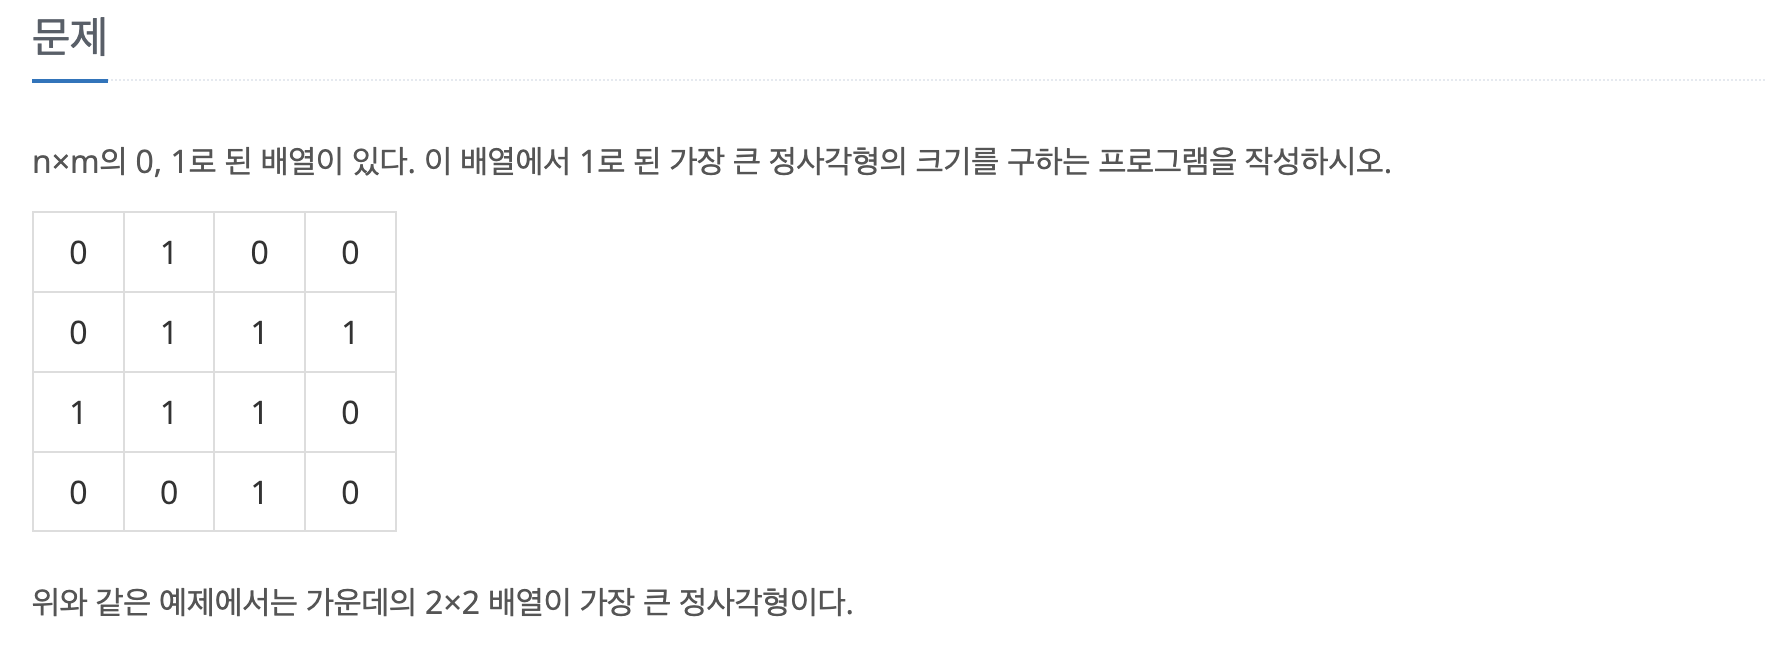 문제
n×m의 0, 1로 된 배열이 있다. 이 배열에서 1로 된 가장 큰 정사각형의 크기를 구하는 프로그램을 작성하시오.
0 1 0 0
0 1 1 1
1 1 1 0
0 0 1 0
위와 같은 예제에서는 가운데의 2×2 배열이 가장 큰 정사각형이다.